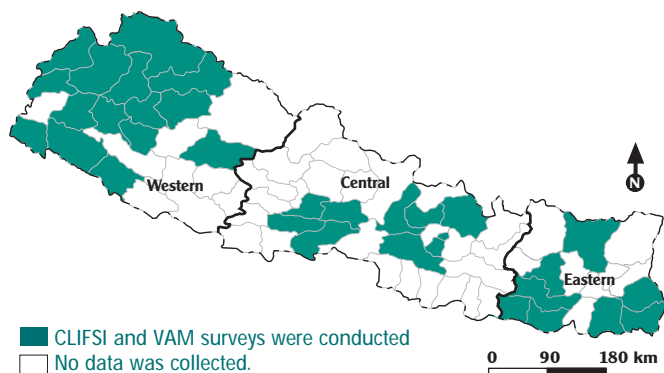 Western
Central
N
Eastern
CLIFSI and VAM surveys were conducted
No data was collected.
0 90 180 km